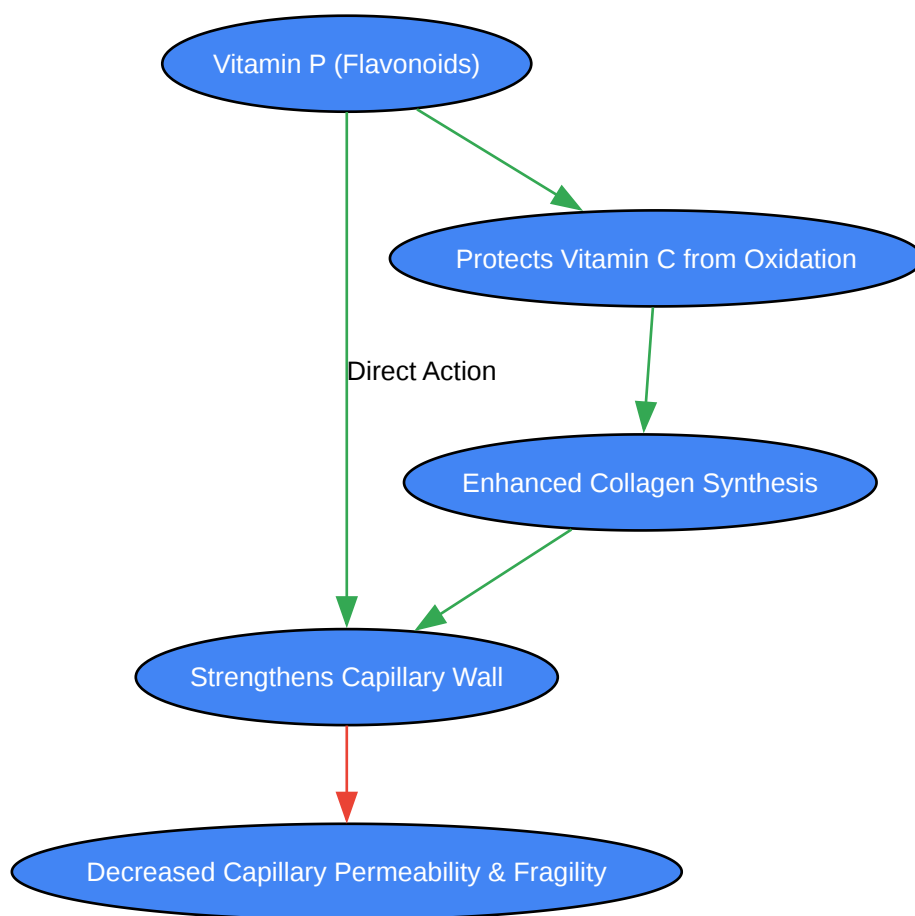 Vitamin P (Flavonoids)
Protects Vitamin C from Oxidation
Direct Action
Enhanced Collagen Synthesis
Strengthens Capillary Wall
Decreased Capillary Permeability & Fragility